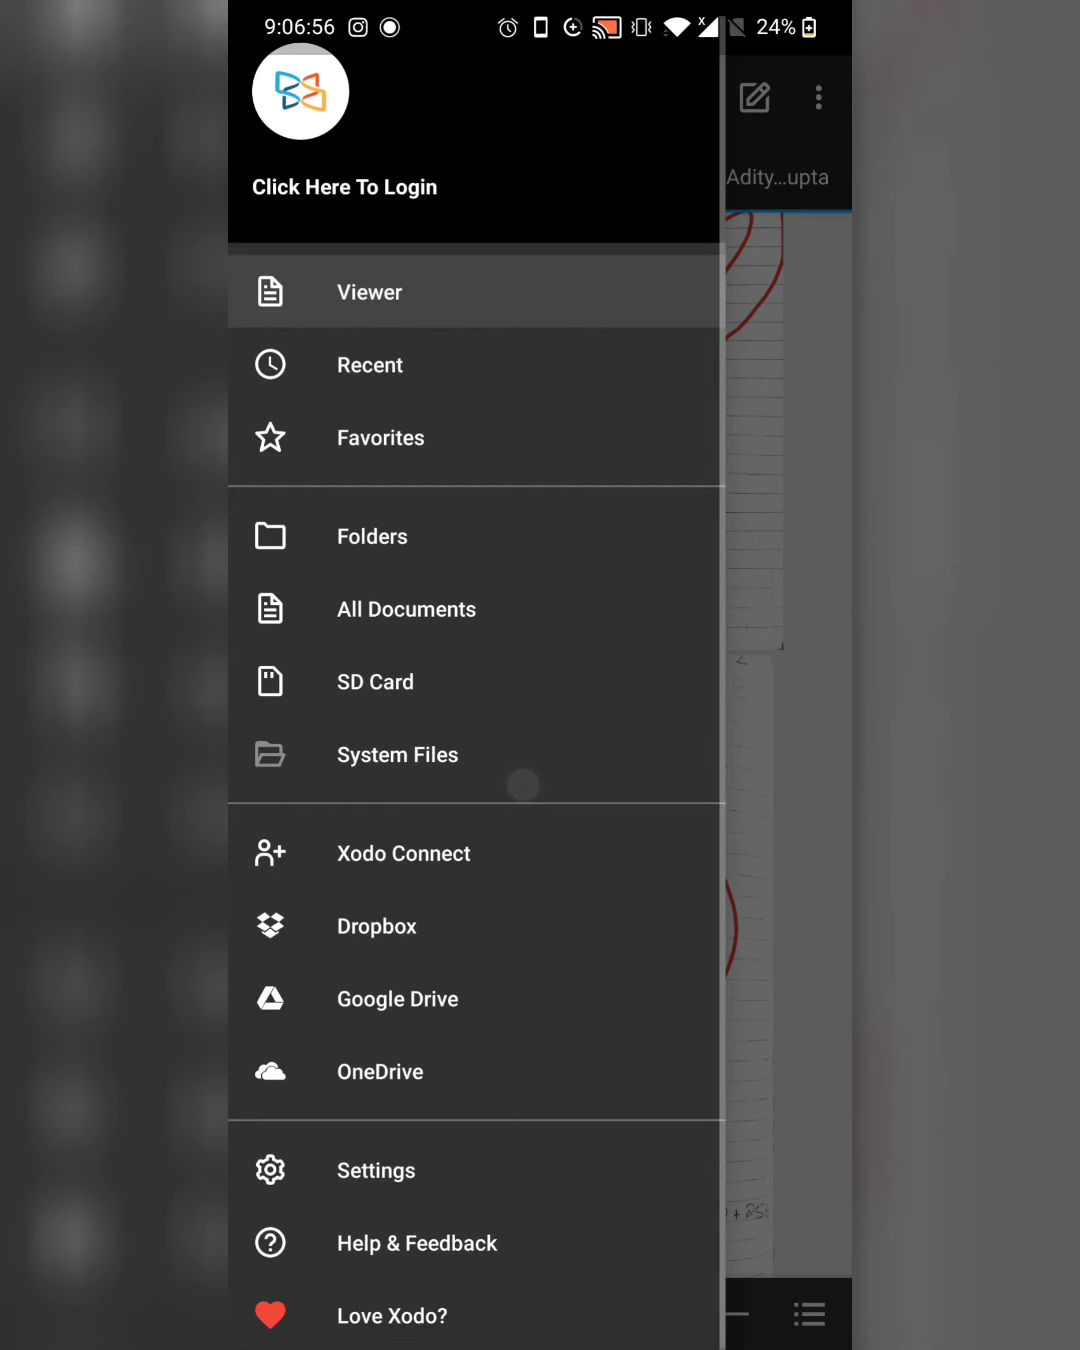 9:06:56 24%
Click Here To Login
Adity...upta
Viewer
Recent
Favorites
Folders
All Documents
SD Card
System Files
Xodo Connect
Dropbox
Google Drive
OneDrive
+ 25
Settings
Help & Feedback
Love Xodo?